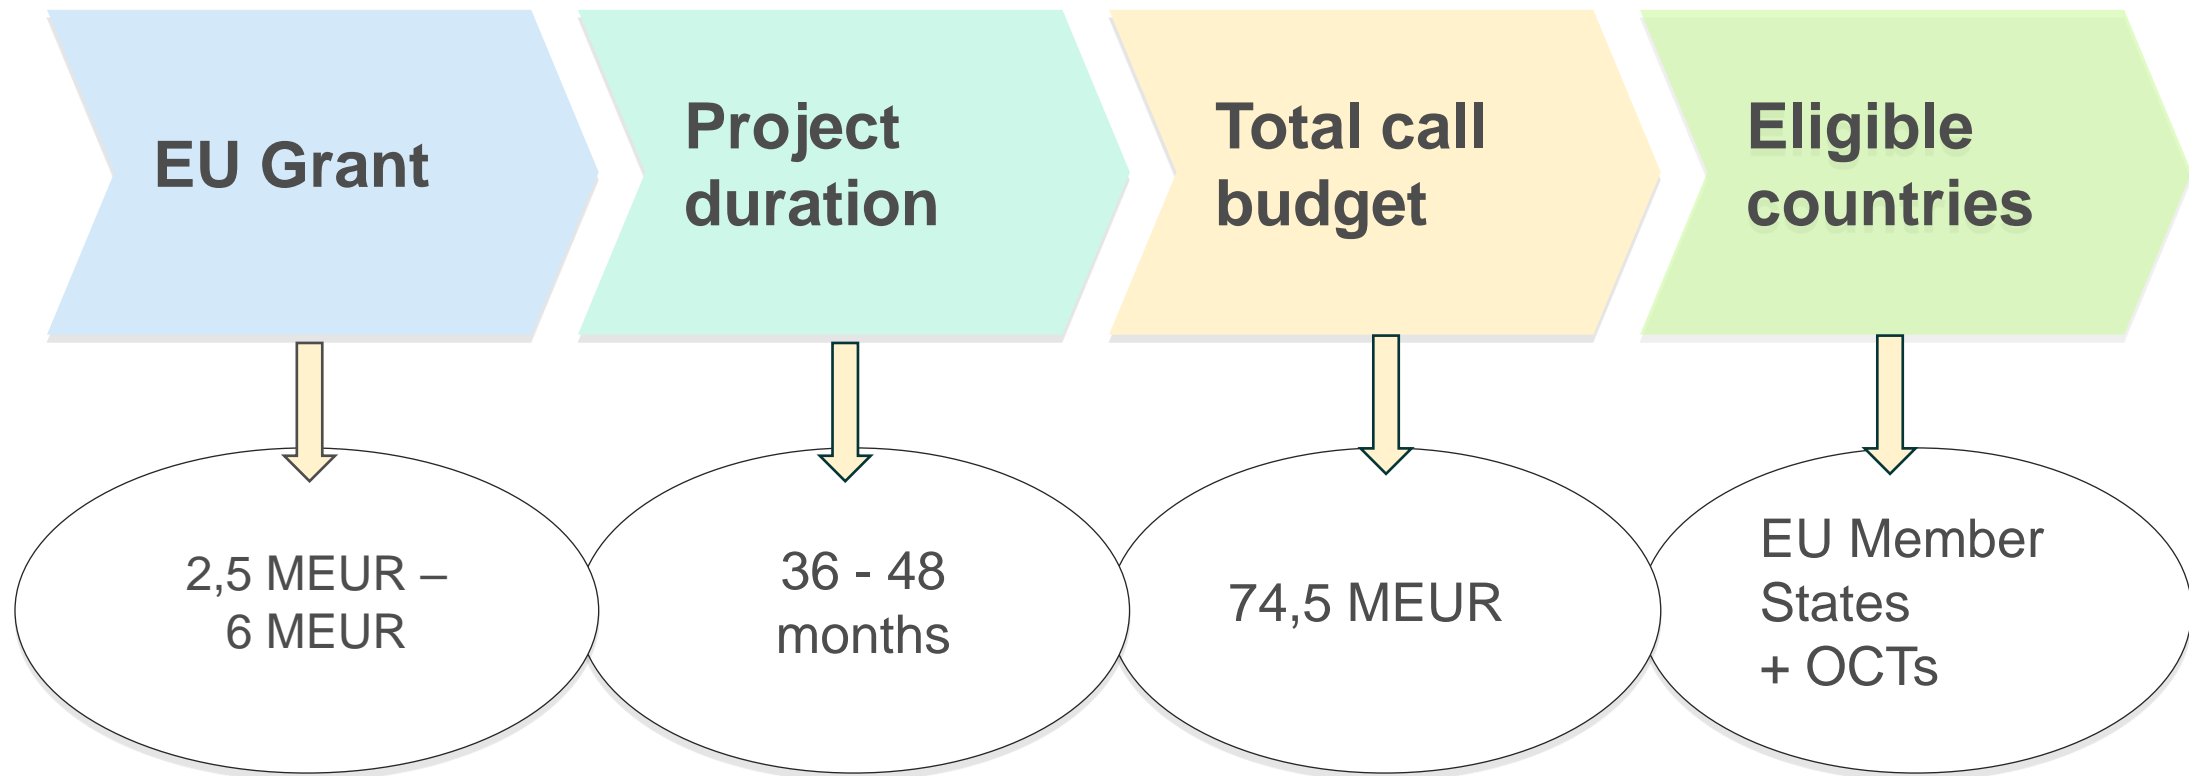 EU Grant
Project
duration
Total call
budget
Eligible
countries
2,5 MEUR –
6 MEUR
36 - 48
months
74,5 MEUR
EU Member
States
+ OCTs